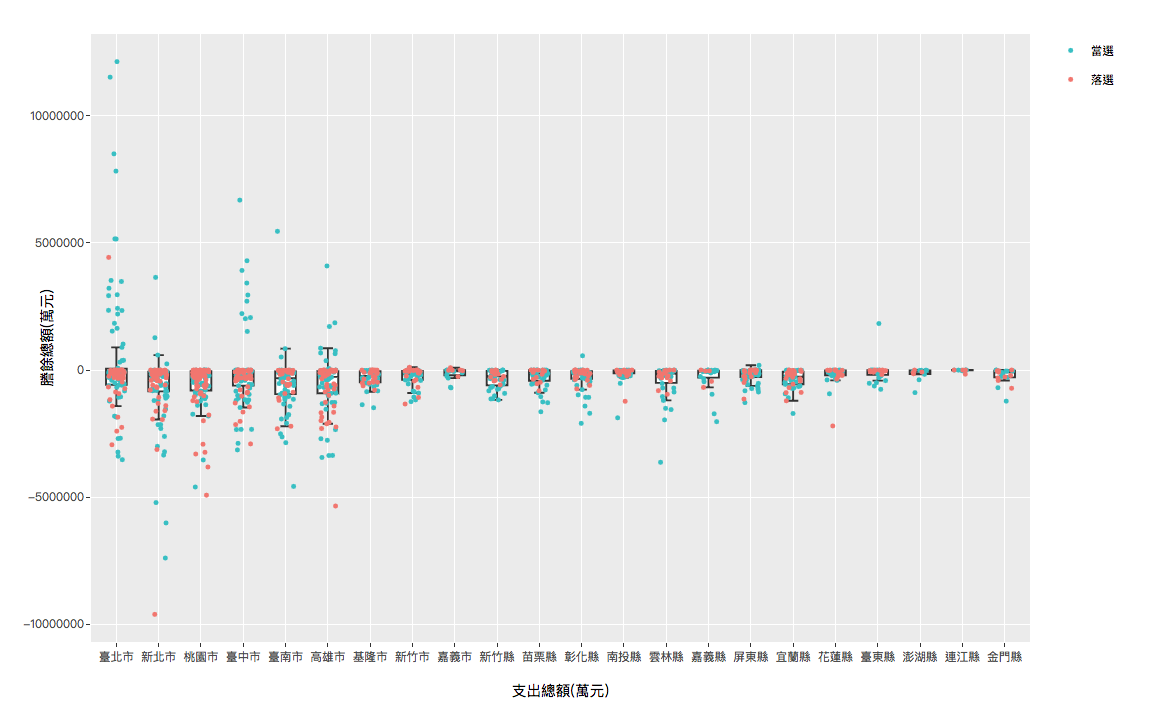 當選
落選
10000000
5000000
0
−5000000
−10000000
賸餘總額(萬元)
臺北市 新北市 桃園市 臺中市 臺南市 高雄市 基隆市 新竹市 嘉義市 新竹縣 苗栗縣 彰化縣 南投縣 雲林縣 嘉義縣 屏東縣 宜蘭縣 花蓮縣 臺東縣 澎湖縣 連江縣 金門縣
支出總額(萬元)